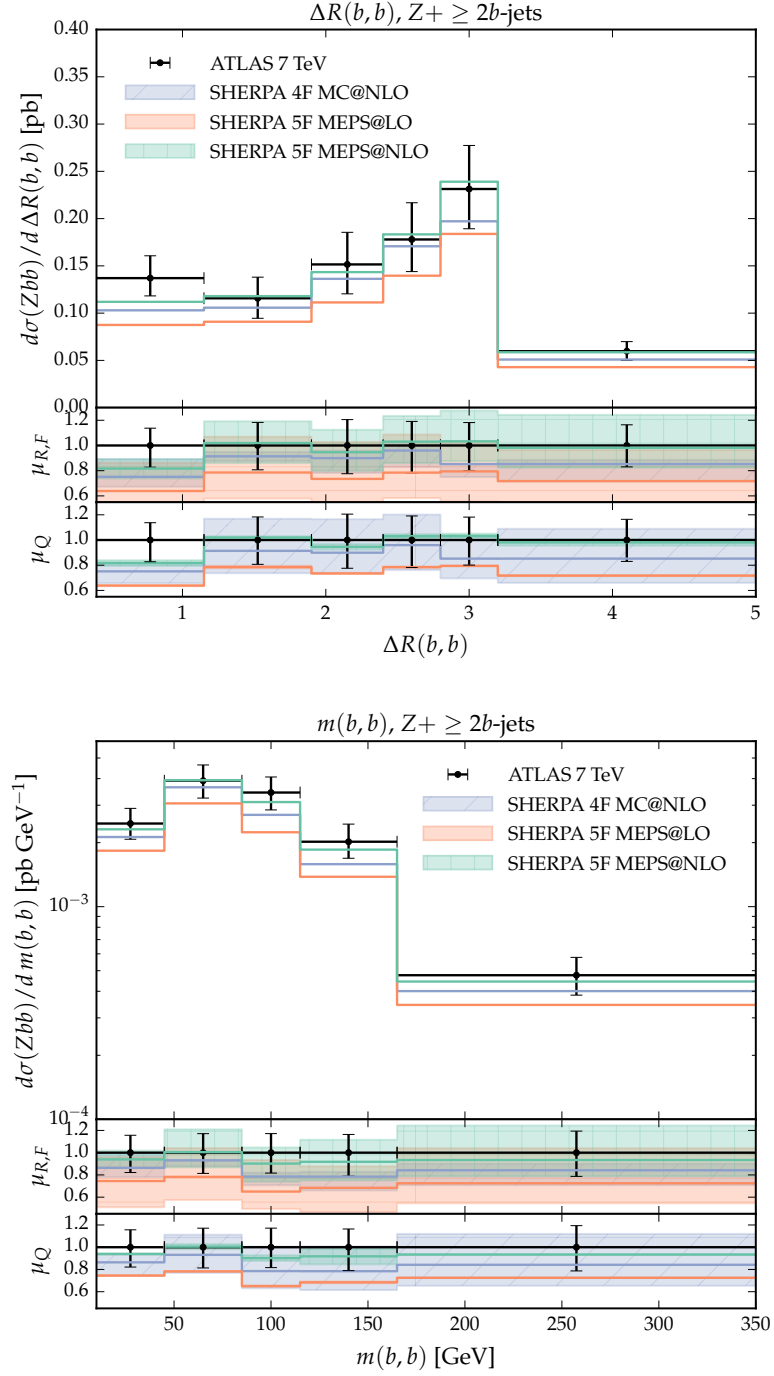 ΔR(b, b), Z+ ≥ 2b-jets
0.40
0.35
0.30
0.25
0.20
0.15
0.10
0.05
0.00
dσ(Zbb)/d ΔR(b, b) [pb]
ATLAS 7 TeV
SHERPA 4F MC@NLO
SHERPA 5F MEPS@LO
SHERPA 5F MEPS@NLO
1.2
1.0
0.8
0.6
μR,F
1.2
1.0
0.8
0.6
μQ
1 2 3 4 5
ΔR(b, b)
m(b, b), Z+ ≥ 2b-jets
dσ(Zbb)/d m(b, b) [pb GeV⁻¹]
10⁻³
10⁻⁴
ATLAS 7 TeV
SHERPA 4F MC@NLO
SHERPA 5F MEPS@LO
SHERPA 5F MEPS@NLO
1.2
1.0
0.8
0.6
μR,F
1.2
1.0
0.8
0.6
μQ
50 100 150 200 250 300 350
m(b, b) [GeV]